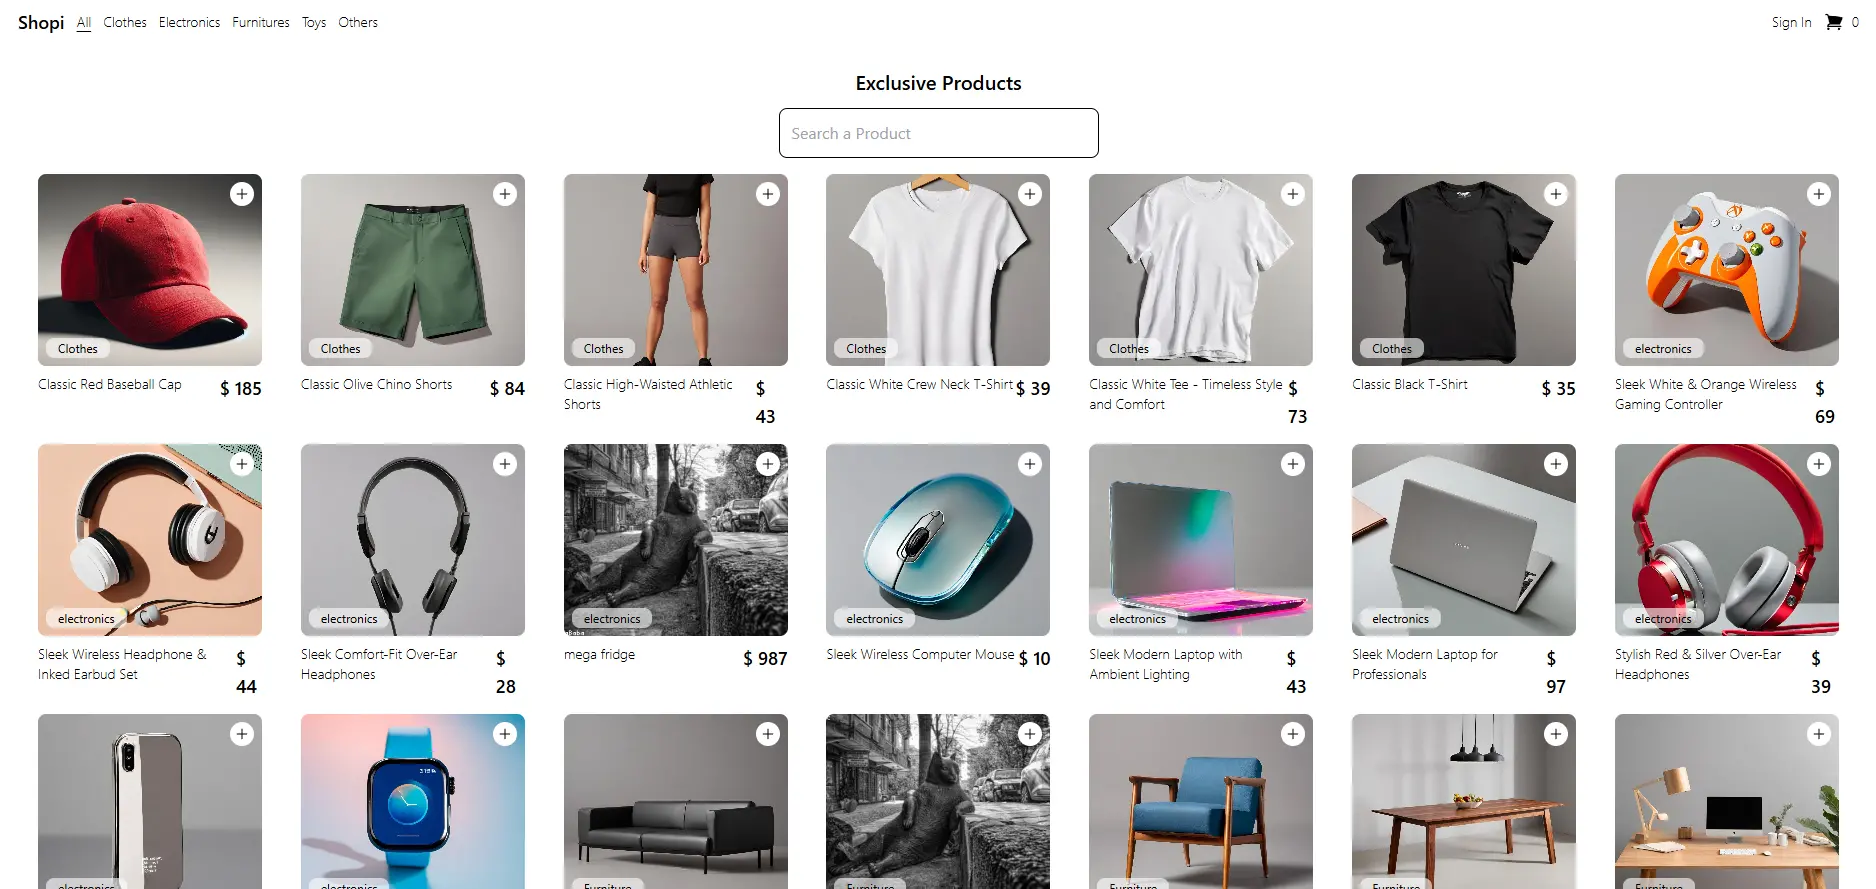 Shopi All Clothes Electronics Furnitures Toys Others Sign In 0
Exclusive Products
Search a Product
Clothes Clothes Clothes Clothes Clothes Clothes electronics
Classic Red Baseball Cap $ 185
Classic Olive Chino Shorts $ 84
Classic High-Waisted Athletic $
Shorts 43
Classic White Crew Neck T-Shirt $ 39
Classic White Tee - Timeless Style $
and Comfort 73
Classic Black T-Shirt $ 35
Sleek White & Orange Wireless $
Gaming Controller 69
electronics electronics electronics electronics electronics electronics electronics
Sleek Wireless Headphone & $
Inked Earbud Set 44
Sleek Comfort-Fit Over-Ear $
Headphones 28
mega fridge $ 987
Sleek Wireless Computer Mouse $ 10
Sleek Modern Laptop with $
Ambient Lighting 43
Sleek Modern Laptop for $
Professionals 97
Stylish Red & Silver Over-Ear $
Headphones 39
electronics electronics Furniture Furniture Furniture Furniture Furniture